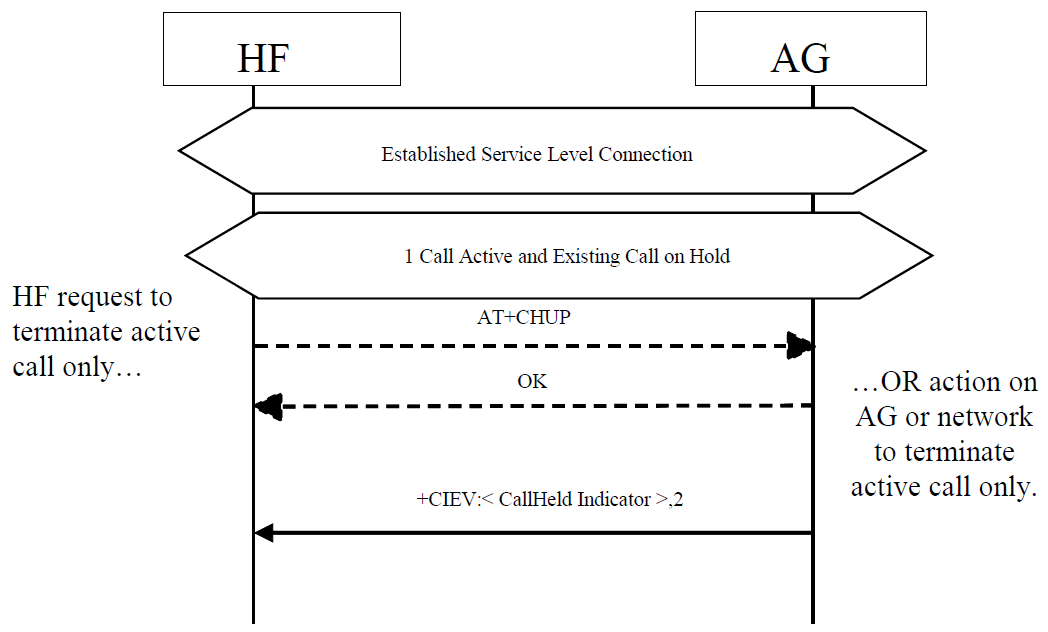 HF
AG
Established Service Level Connection
1 Call Active and Existing Call on Hold
HF request to
terminate active
call only…
AT+CHUP
OK
…OR action on
AG or network
to terminate
active call only.
+CIEV:< CallHeld Indicator >,2